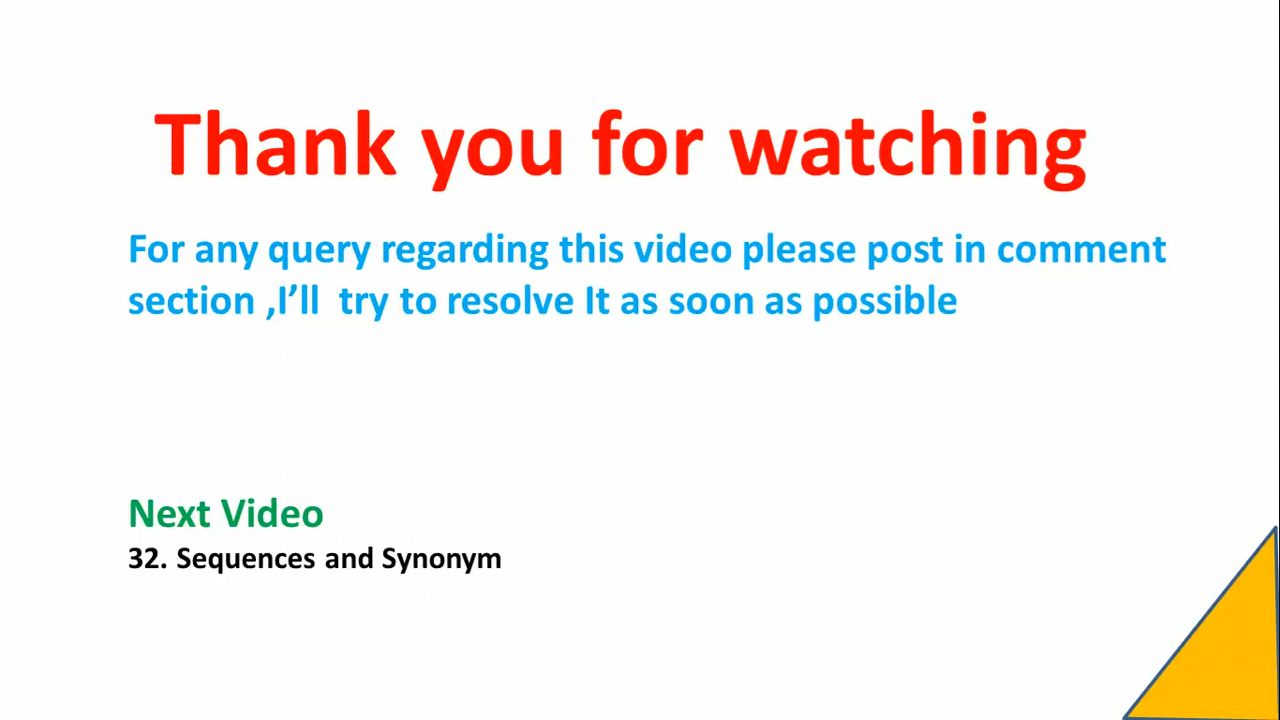 Thank you for watching
For any query regarding this video please post in comment
section ,I’ll  try to resolve It as soon as possible
Next Video
32. Sequences and Synonym